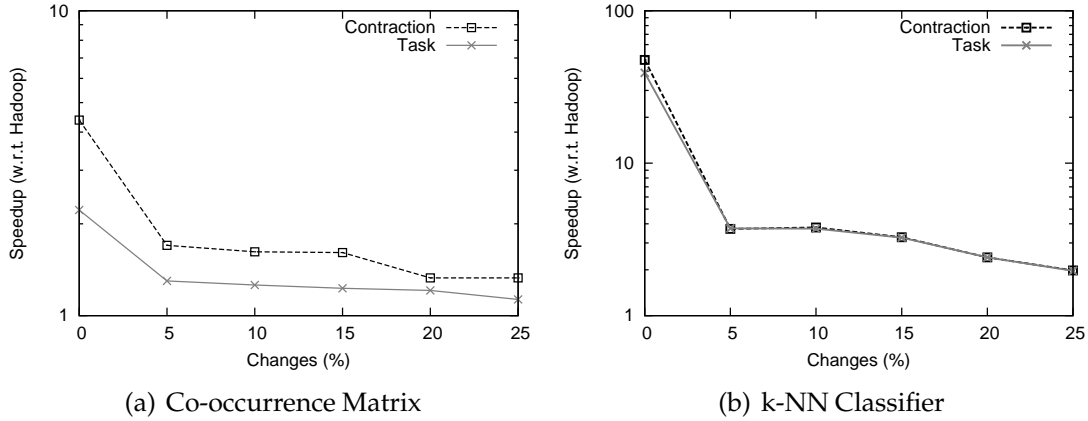 10
Contraction
Task
Speedup (w.r.t. Hadoop)
1
0 5 10 15 20 25
Changes (%)
(a) Co-occurrence Matrix
100
Contraction
Task
Speedup (w.r.t. Hadoop)
10
1
0 5 10 15 20 25
Changes (%)
(b) k-NN Classifier